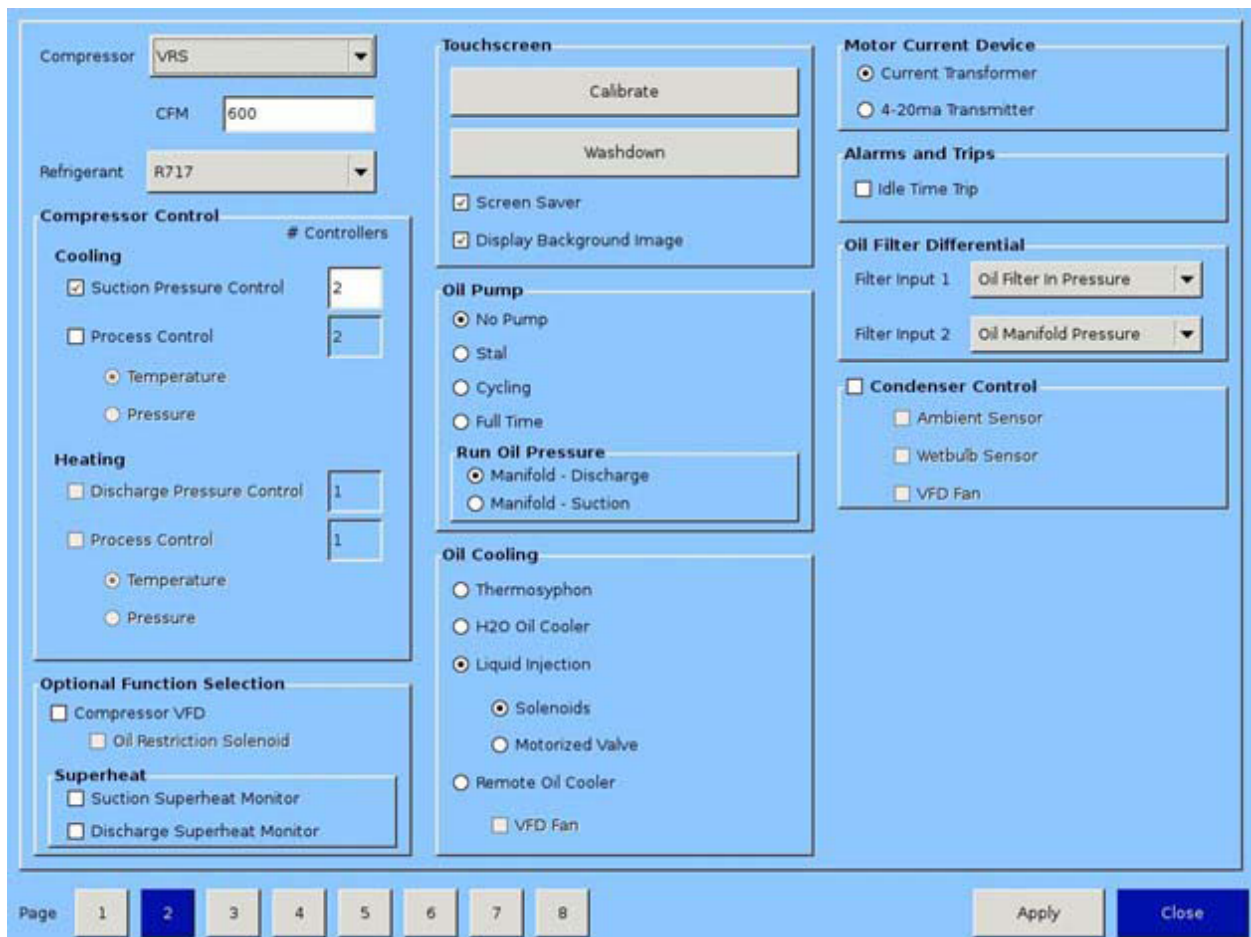 Compressor VRS
CFM 600
Refrigerant R717
Compressor Control
# Controllers
Cooling
Suction Pressure Control 2
Process Control 2
Temperature
Pressure
Heating
Discharge Pressure Control 1
Process Control 1
Temperature
Pressure
Optional Function Selection
Compressor VFD
Oil Restriction Solenoid
Superheat
Suction Superheat Monitor
Discharge Superheat Monitor
Touchscreen
Calibrate
Washdown
Screen Saver
Display Background Image
Oil Pump
No Pump
Stal
Cycling
Full Time
Run Oil Pressure
Manifold - Discharge
Manifold - Suction
Oil Cooling
Thermosyphon
H2O Oil Cooler
Liquid Injection
Solenoids
Motorized Valve
Remote Oil Cooler
VFD Fan
Motor Current Device
Current Transformer
4-20ma Transmitter
Alarms and Trips
Idle Time Trip
Oil Filter Differential
Filter Input 1 Oil Filter In Pressure
Filter Input 2 Oil Manifold Pressure
Condenser Control
Ambient Sensor
Wetbulb Sensor
VFD Fan
Page 1 2 3 4 5 6 7 8 Apply Close